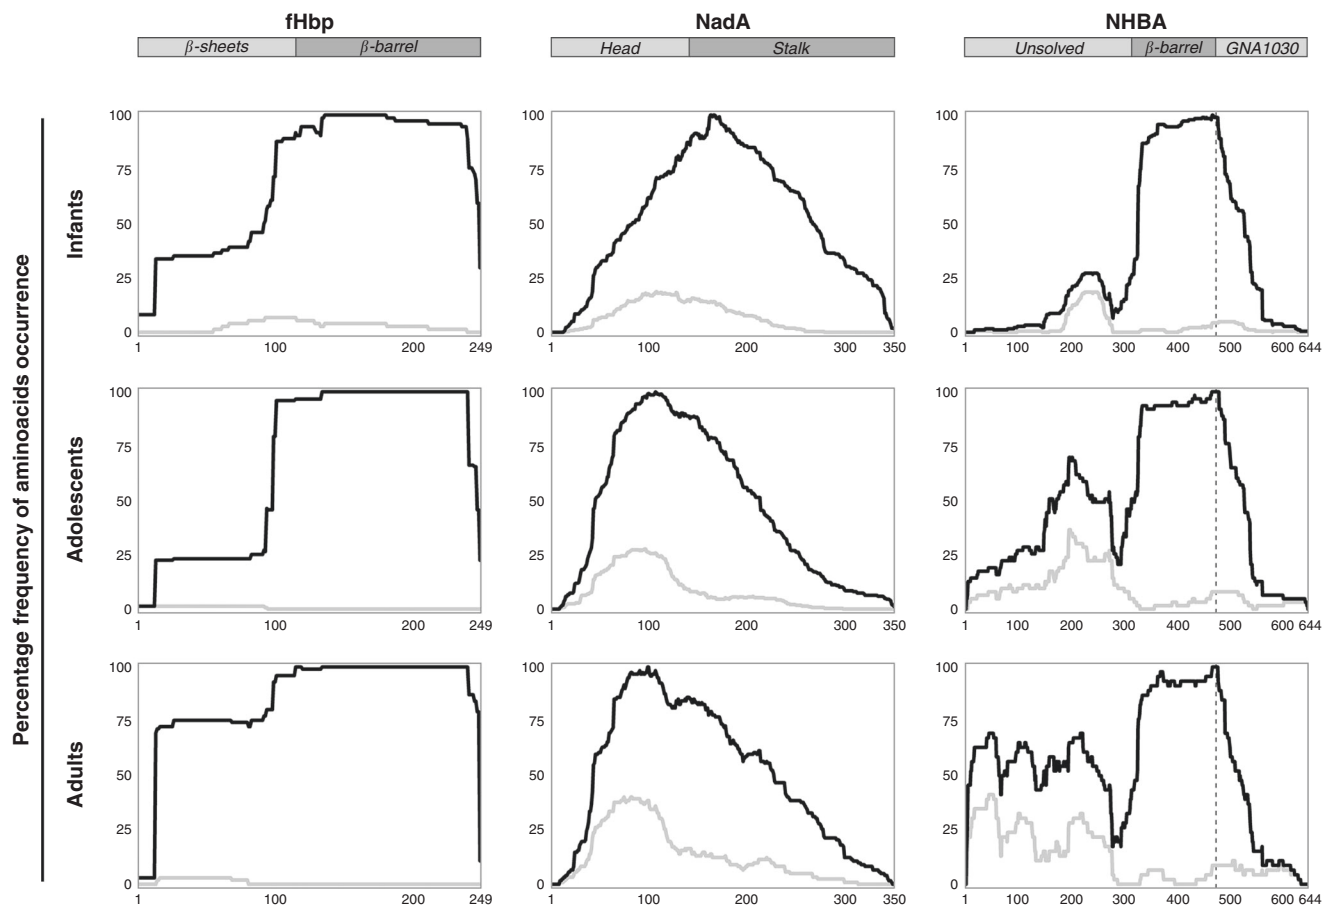 fHbp NadA NHBA
β-sheets β-barrel Head Stalk Unsolved β-barrel GNA1030
Percentage frequency of aminoacids occurrence
Infants
100 75 50 25 0
1 100 200 249
100 75 50 25 0
1 100 200 300 350
100 75 50 25 0
1 100 200 300 400 500 600 644
Adolescents
100 75 50 25 0
1 100 200 249
100 75 50 25 0
1 100 200 300 350
100 75 50 25 0
1 100 200 300 400 500 600 644
Adults
100 75 50 25 0
1 100 200 249
100 75 50 25 0
1 100 200 300 350
100 75 50 25 0
1 100 200 300 400 500 600 644